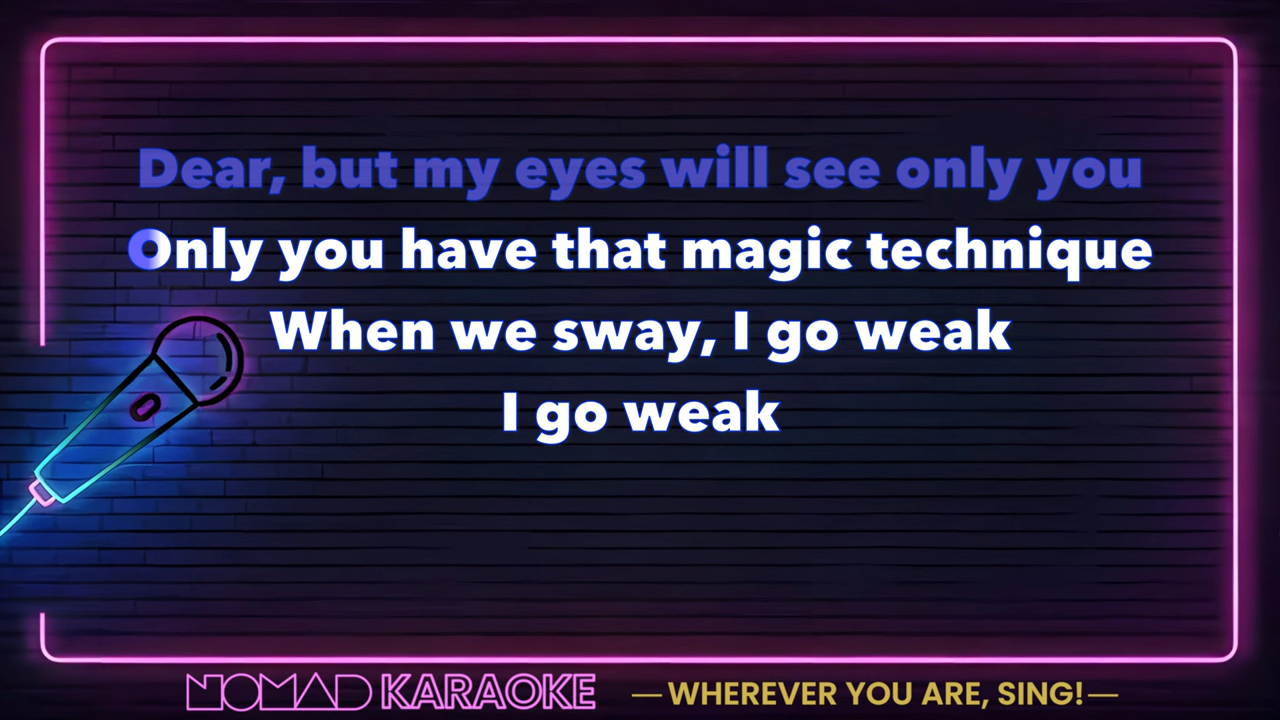 Dear, but my eyes will see only you
Only you have that magic technique
When we sway, I go weak
I go weak
NOMAD KARAOKE —WHEREVER YOU ARE, SING!—